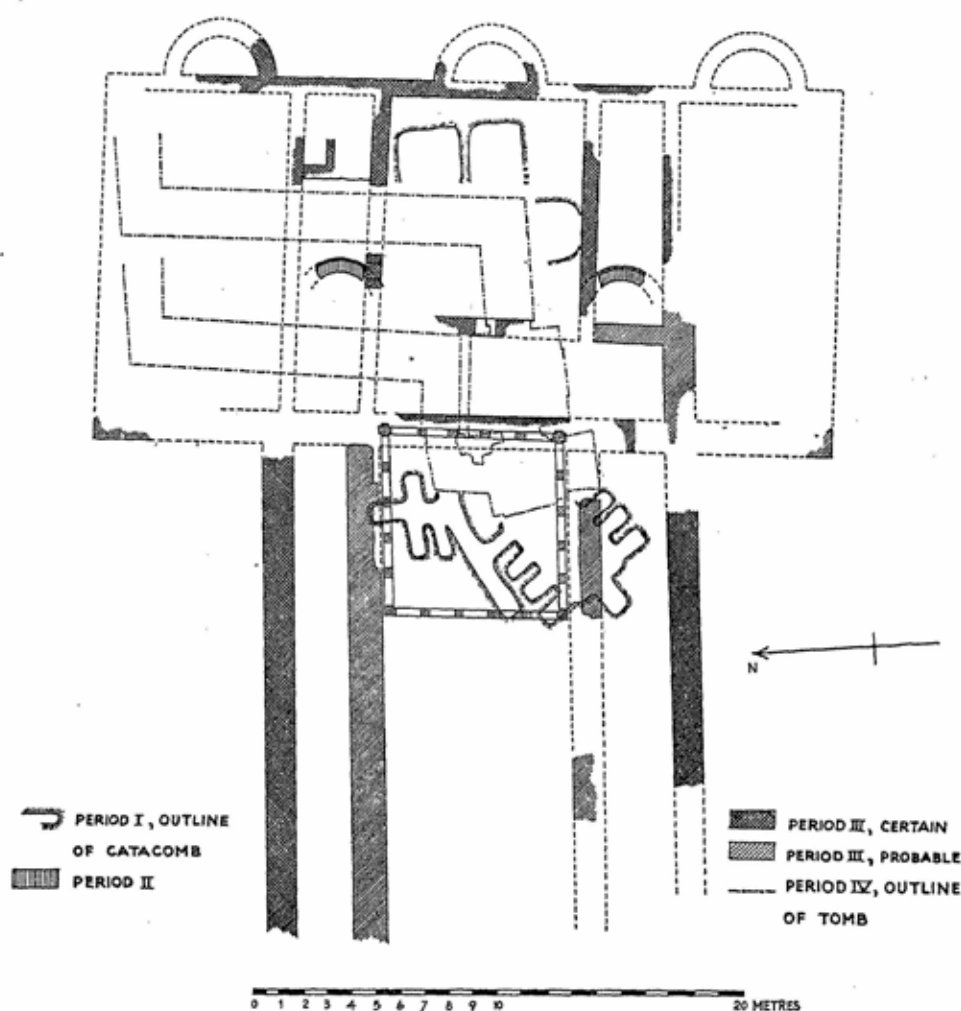 N
PERIOD I, OUTLINE
OF CATACOMB
PERIOD II
PERIOD III, CERTAIN
PERIOD III, PROBABLE
PERIOD IV, OUTLINE
OF TOMB
0 1 2 3 4 5 6 7 8 9 10 20 METRES